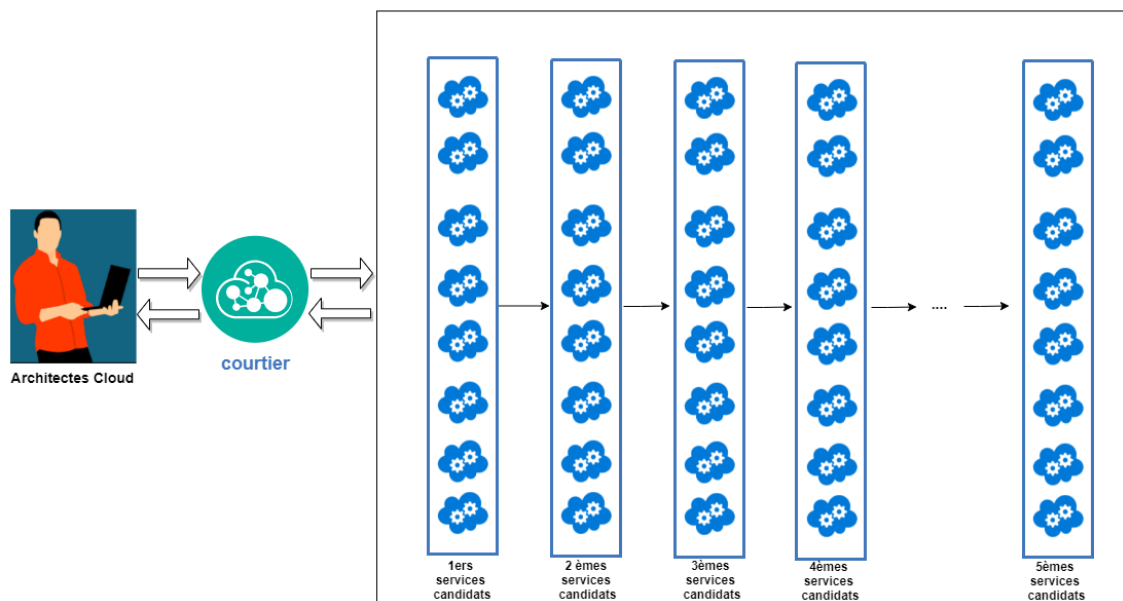 Architectes Cloud
courtier
....
1ers
services
candidats
2 èmes
services
candidats
3èmes
services
candidats
4èmes
services
candidats
5èmes
services
candidats